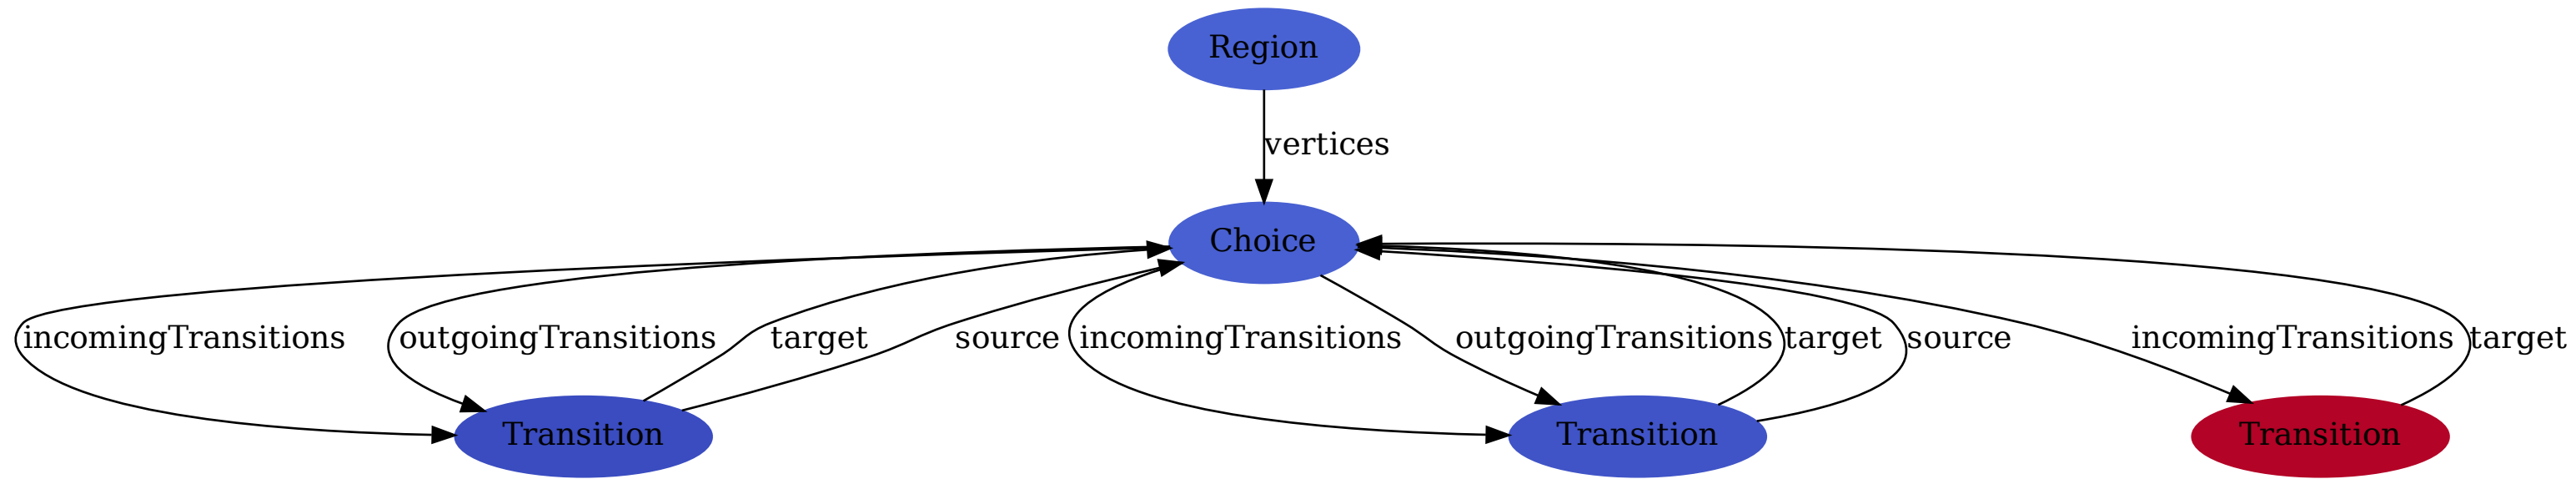 Region
vertices
Choice
incomingTransitions
outgoingTransitions
target
source
incomingTransitions
outgoingTransitions
target
source
incomingTransitions
target
Transition
Transition
Transition